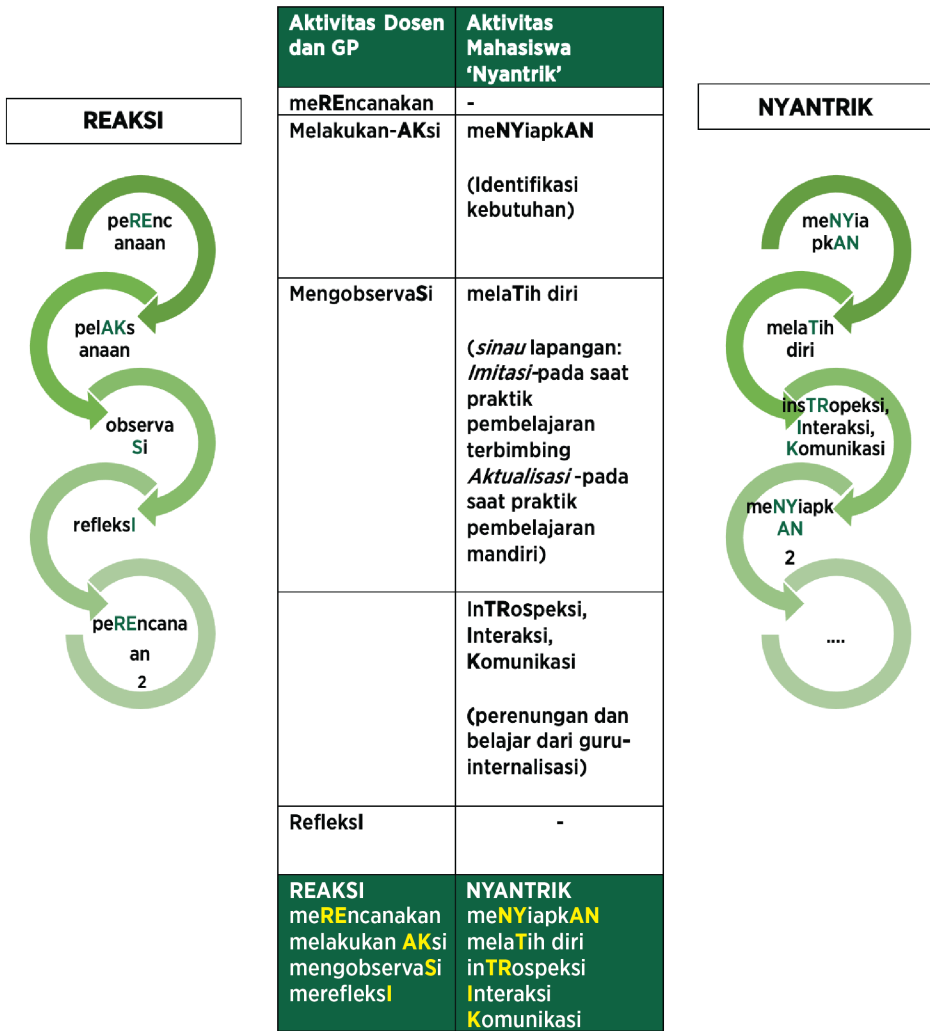 REAKSI
peREnc
anaan
pelAKs
anaan
observa
Si
refleksI
peREncana
an
2
Aktivitas Dosen
dan GP
Aktivitas
Mahasiswa
‘Nyantrik’
meREncanakan
-
Melakukan-AKsi
meNYiapkAN
(Identifikasi
kebutuhan)
MengobservaSi
melaTih diri
(sinau lapangan:
Imitasi-pada saat
praktik
pembelajaran
terbimbing
Aktualisasi -pada
saat praktik
pembelajaran
mandiri)
InTRospeksi,
Interaksi,
Komunikasi
(perenungan dan
belajar dari guru-
internalisasi)
RefleksI
-
REAKSI
meREncanakan
melakukan AKsi
mengobservaSi
merefleksI
NYANTRIK
meNYiapkAN
melaTih diri
inTRospeksi
Interaksi
Komunikasi
NYANTRIK
meNYia
pkAN
melaTih
diri
insTRopeksi,
Interaksi,
Komunikasi
meNYiapk
AN
2
....